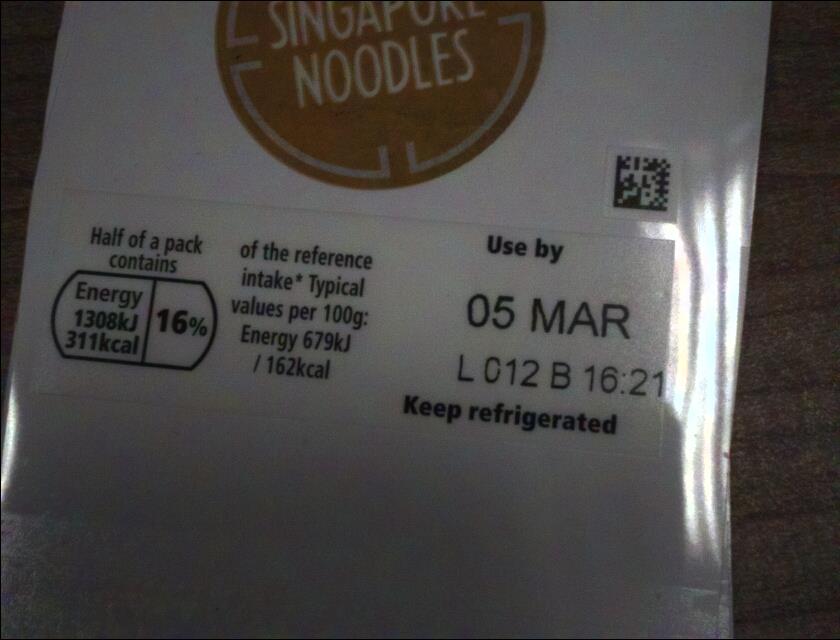 SINGAPORE
NOODLES
Half of a pack
contains
Energy
1308kJ
311kcal
16%
of the reference
intake* Typical
values per 100g:
Energy 679kJ
/ 162kcal
Use by
05 MAR
L 012 B 16:21
Keep refrigerated